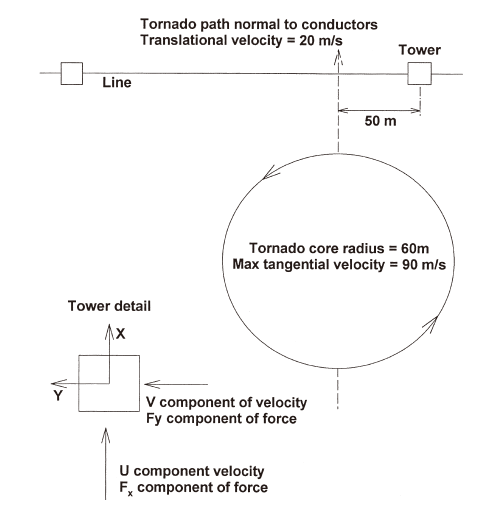 Tornado path normal to conductors
Translational velocity = 20 m/s
Tower
Line
50 m
Tornado core radius = 60m
Max tangential velocity = 90 m/s
Tower detail
X
Y
V component of velocity
Fy component of force
U component velocity
Fx component of force